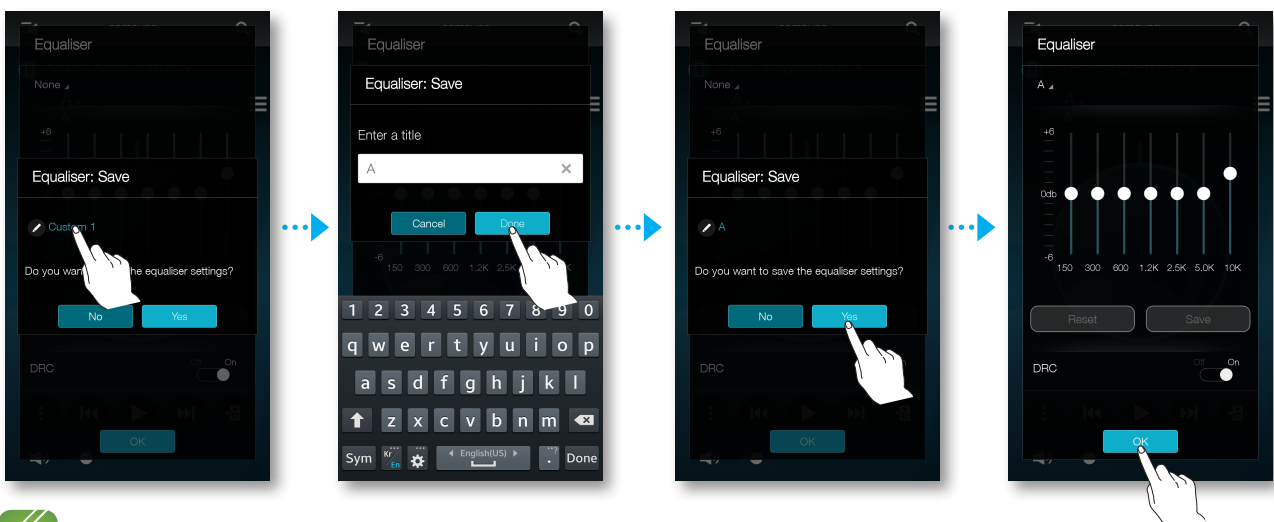 Equaliser
None
+6
Equaliser: Save
Custom 1
Do you want the equaliser settings?
No Yes
DRC Off On
OK
Equaliser
Equaliser: Save
Enter a title
A
Cancel Done
-6
150 300 600 1.2K 2.5K
1 2 3 4 5 6 7 8 9 0
q w e r t y u i o p
a s d f g h j k l
z x c v b n m
Sym Kr/En English(US) . Done
Equaliser
None
+6
Equaliser: Save
A
Do you want to save the equaliser settings?
No Yes
DRC
OK
Equaliser
A
+6
0db
-6
150 300 600 1.2K 2.5K 5.0K 10K
Reset Save
DRC Off On
OK